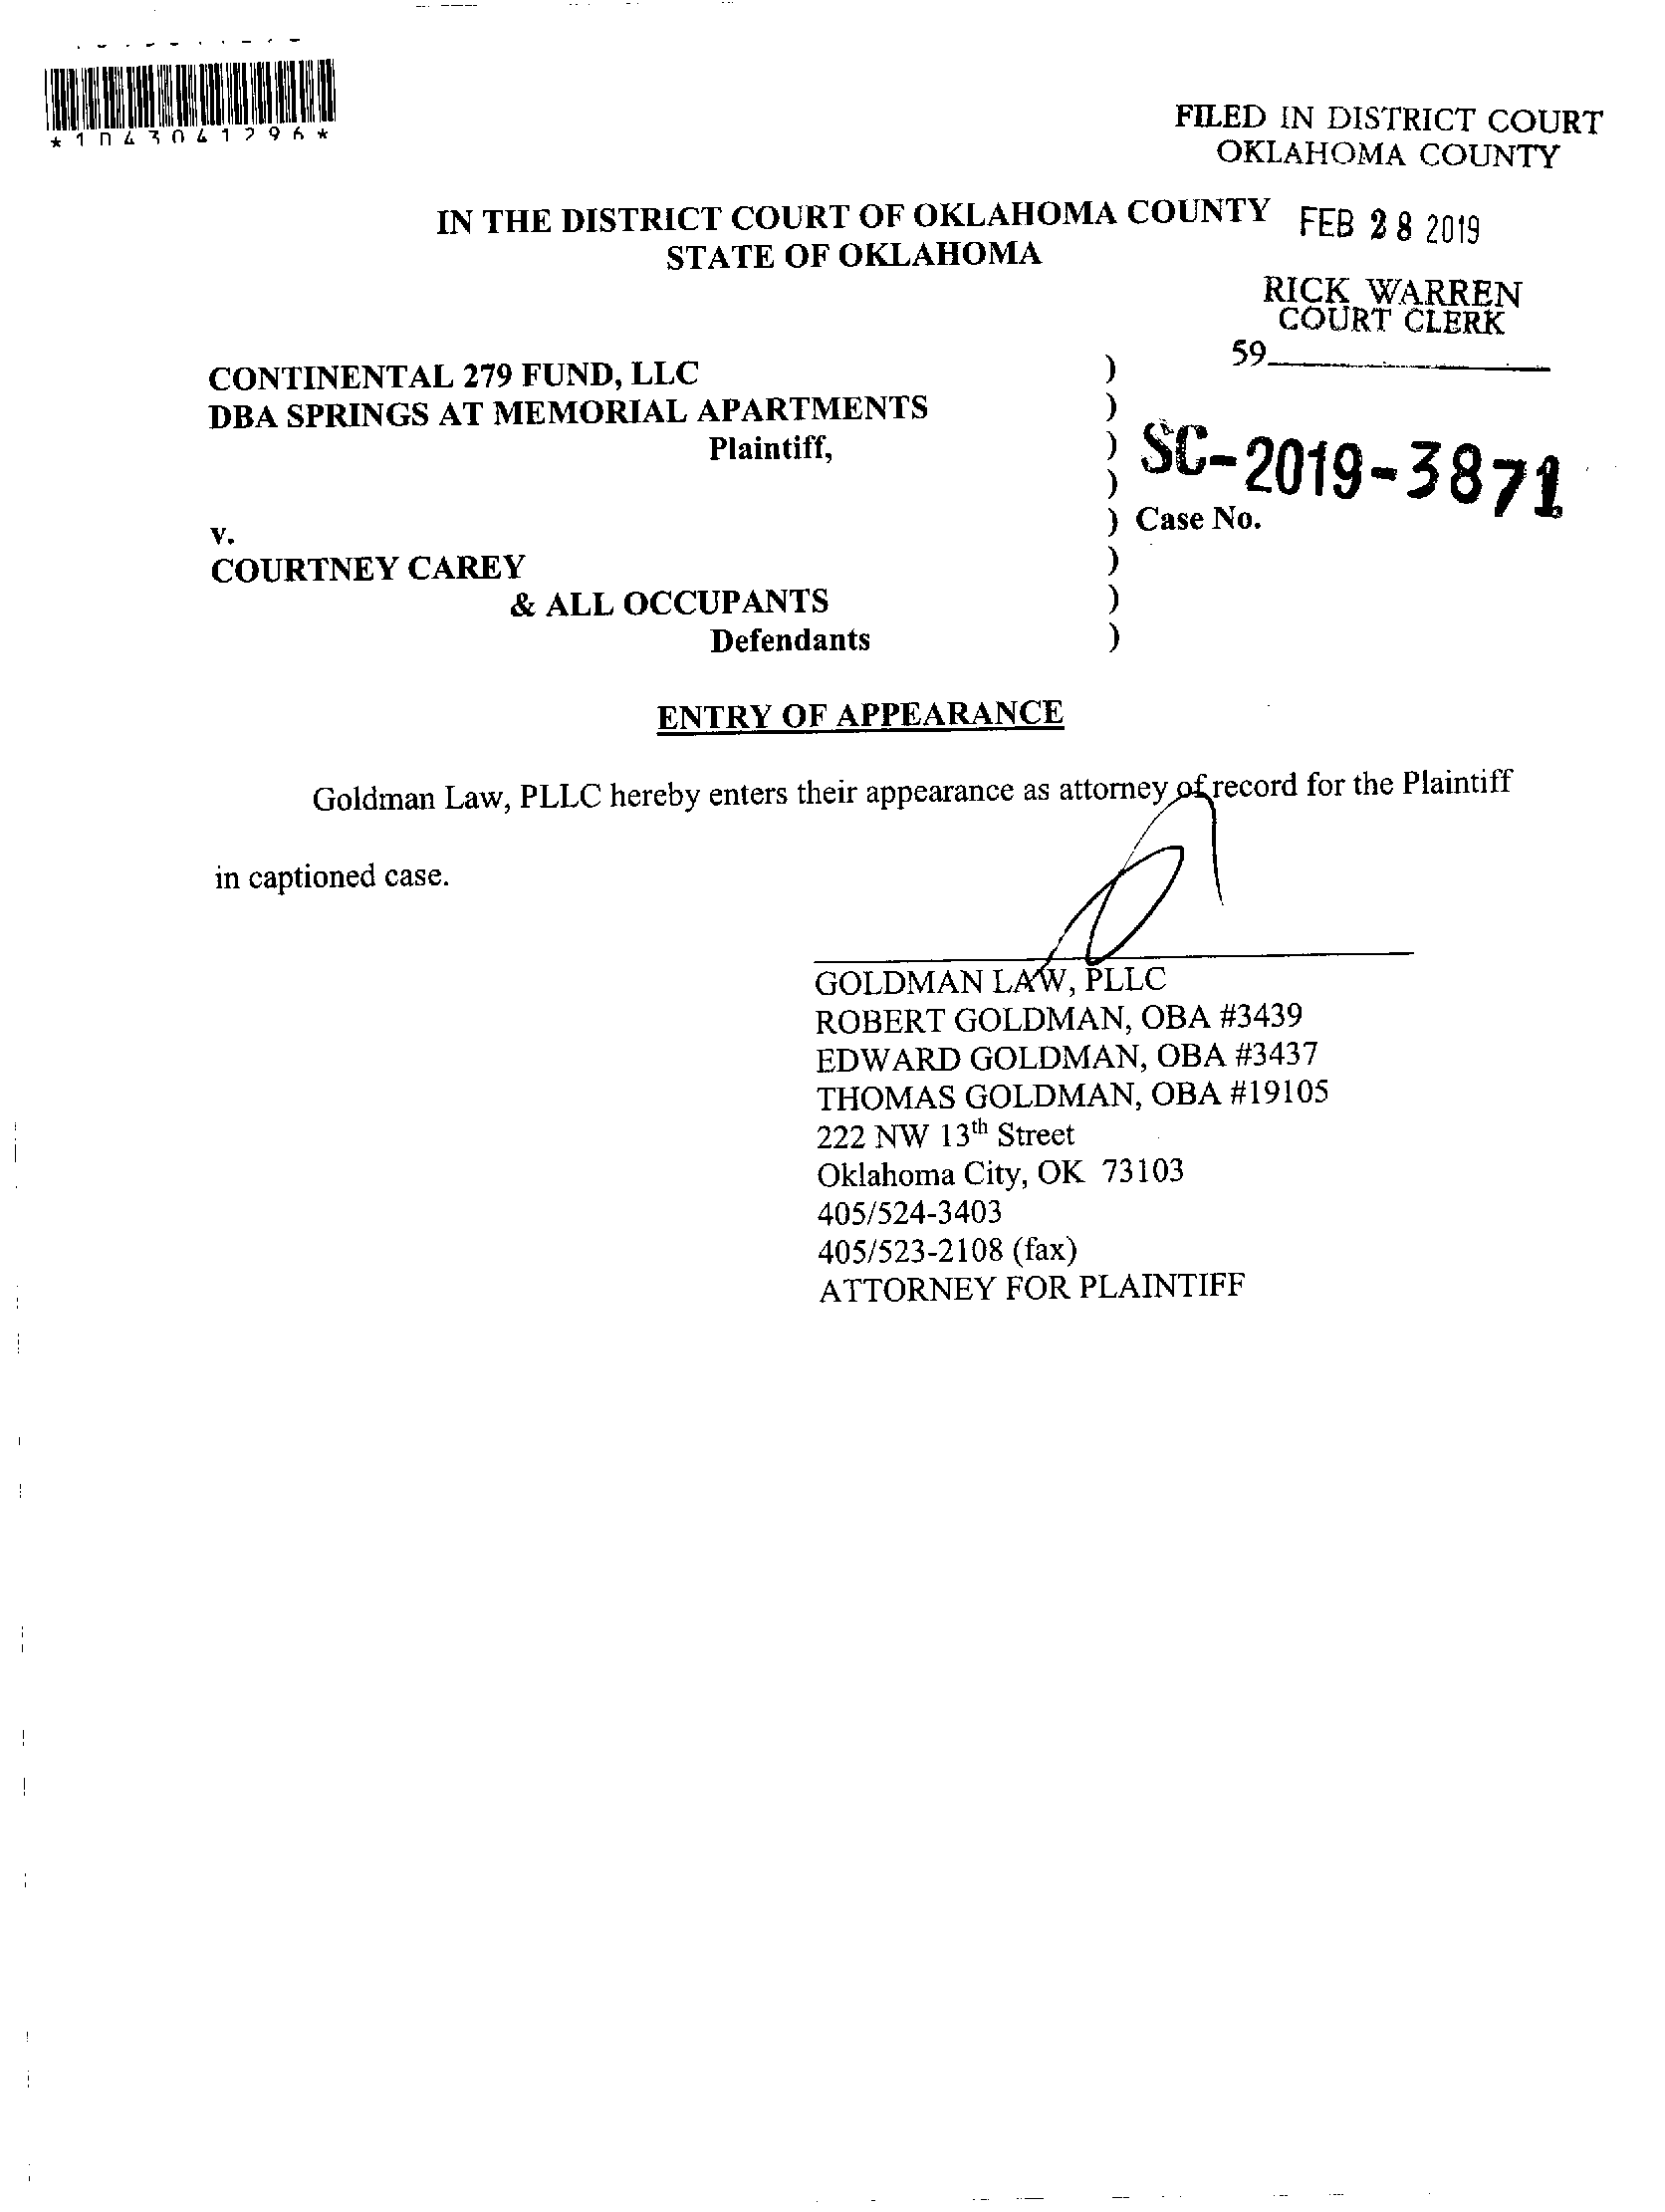 *1043041296*
FILED IN DISTRICT COURT
OKLAHOMA COUNTY
IN THE DISTRICT COURT OF OKLAHOMA COUNTY
STATE OF OKLAHOMA
FEB 28 2019
RICK WARREN
COURT CLERK
59
CONTINENTAL 279 FUND, LLC )
DBA SPRINGS AT MEMORIAL APARTMENTS )
Plaintiff, )
SC-2019-3871
)
v. ) Case No.
COURTNEY CAREY )
& ALL OCCUPANTS )
Defendants )
ENTRY OF APPEARANCE
Goldman Law, PLLC hereby enters their appearance as attorney of record for the Plaintiff
in captioned case.
GOLDMAN LAW, PLLC
ROBERT GOLDMAN, OBA #3439
EDWARD GOLDMAN, OBA #3437
THOMAS GOLDMAN, OBA #19105
222 NW 13th Street
Oklahoma City, OK 73103
405/524-3403
405/523-2108 (fax)
ATTORNEY FOR PLAINTIFF